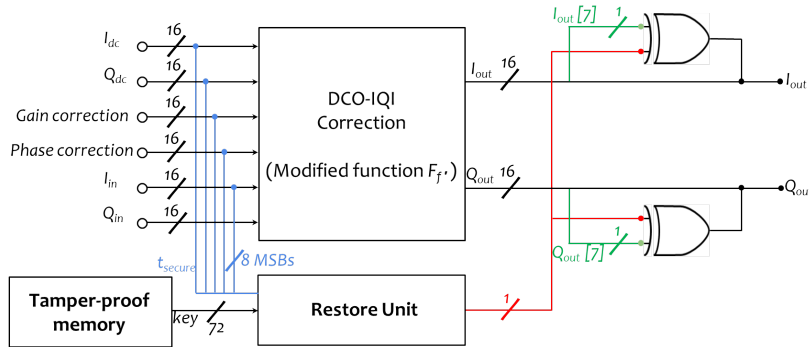 I_out [7] 1
I_dc 16
Q_dc 16
Gain correction 16
Phase correction 16
I_in 16
Q_in 16
DCO-IQI
Correction
(Modified function F_f'.)
I_out 16
I_out
Q_out 16
Q_ou
1
Q_out [7]
t_secure 8 MSBs
Tamper-proof
memory
key 72
Restore Unit
1